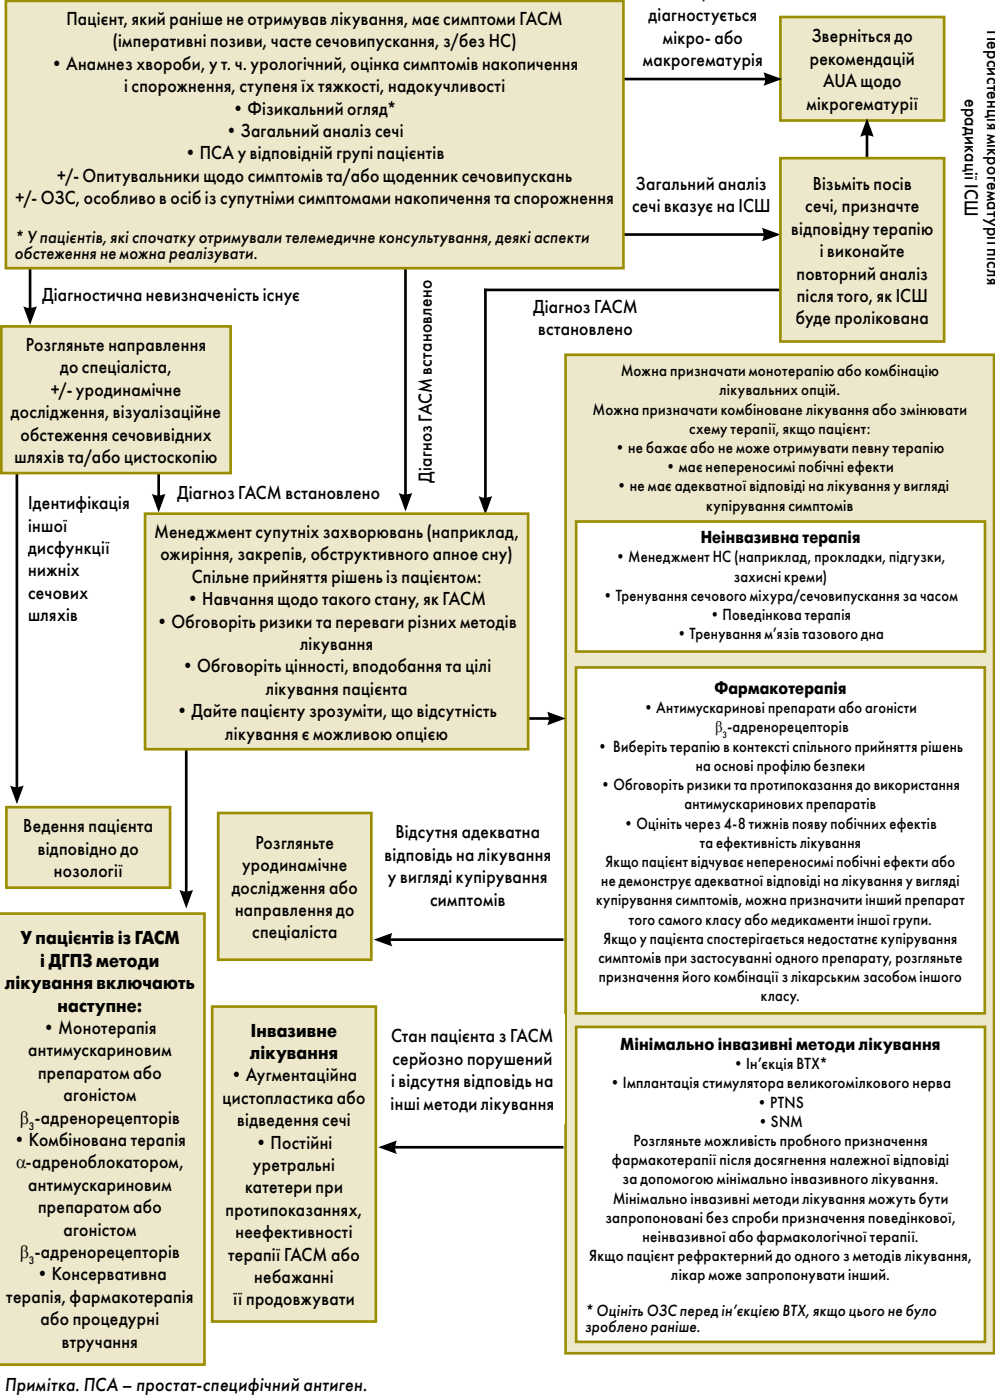 Пацієнт, який раніше не отримував лікування, має симптоми ГАСМ
(імперативні позиви, часте сечовипускання, з/без НС)
• Анамнез хвороби, у т. ч. урологічний, оцінка симптомів накопичення
і спорожнення, ступеня їх тяжкості, надокучливості
• Фізикальний огляд*
• Загальний аналіз сечі
• ПСА у відповідній групі пацієнтів
+/- Опитувальники щодо симптомів та/або щоденник сечовипускань
+/- ОЗС, особливо в осіб із супутніми симптомами накопичення та спорожнення
* У пацієнтів, які спочатку отримували телемедичне консультування, деякі аспекти
обстеження не можна реалізувати.
діагностується
мікро- або
макрогематурія
Зверніться до
рекомендацій
AUA щодо
мікрогематурії
Персистенція мікрогематурії після
ерадикації ІСШ
Загальний аналіз
сечі вказує на ІСШ
Візьміть посів
сечі, призначте
відповідну терапію
і виконайте
повторний аналіз
після того, як ІСШ
буде пролікована
Діагностична невизначеність існує
Діагноз ГАСМ встановлено
Діагноз ГАСМ
встановлено
Розгляньте направлення
до спеціаліста,
+/- уродинамічне
дослідження, візуалізаційне
обстеження сечовивідних
шляхів та/або цистоскопію
Ідентифікація
іншої
дисфункції
нижніх
сечових
шляхів
Діагноз ГАСМ встановлено
Менеджмент супутніх захворювань (наприклад,
ожиріння, закрепів, обструктивного апное сну)
Спільне прийняття рішень із пацієнтом:
• Навчання щодо такого стану, як ГАСМ
• Обговоріть ризики та переваги різних методів
лікування
• Обговоріть цінності, вподобання та цілі
лікування пацієнта
• Дайте пацієнту зрозуміти, що відсутність
лікування є можливою опцією
Можна призначати монотерапію або комбінацію
лікувальних опцій.
Можна призначати комбіноване лікування або змінювати
схему терапії, якщо пацієнт:
• не бажає або не може отримувати певну терапію
• має непереносимі побічні ефекти
• не має адекватної відповіді на лікування у вигляді
купірування симптомів
Неінвазивна терапія
• Менеджмент НС (наприклад, прокладки, підгузки,
захисні креми)
• Тренування сечового міхура/сечовипускання за часом
• Поведінкова терапія
• Тренування м’язів тазового дна
Фармакотерапія
• Антимускаринові препарати або агоністи
β₃-адренорецепторів
• Виберіть терапію в контексті спільного прийняття рішень
на основі профілю безпеки
• Обговоріть ризики та протипоказання до використання
антимускаринових препаратів
• Оцініть через 4-8 тижнів появу побічних ефектів
та ефективність лікування
Якщо пацієнт відчуває непереносимі побічні ефекти або
не демонструє адекватної відповіді на лікування у вигляді
купірування симптомів, можна призначити інший препарат
того самого класу або медикаменти іншої групи.
Якщо у пацієнта спостерігається недостатнє купірування
симптомів при застосуванні одного препарату, розгляньте
призначення його комбінації з лікарським засобом іншого
класу.
Мінімально інвазивні методи лікування
• Ін’єкція ВТХ*
• Імплантація стимулятора великогомілкового нерва
• PTNS
• SNM
Розгляньте можливість пробного призначення
фармакотерапії після досягнення належної відповіді
за допомогою мінімально інвазивного лікування.
Мінімально інвазивні методи лікування можуть бути
запропоновані без спроби призначення поведінкової,
неінвазивної або фармакологічної терапії.
Якщо пацієнт рефрактерний до одного з методів лікування,
лікар може запропонувати інший.
* Оцініть ОЗС перед ін’єкцією ВТХ, якщо цього не було
зроблено раніше.
Ведення пацієнта
відповідно до
нозології
Розгляньте
уродинамічне
дослідження або
направлення до
спеціаліста
Відсутня адекватна
відповідь на лікування
у вигляді купірування
симптомів
У пацієнтів із ГАСМ
і ДГПЗ методи
лікування включають
наступне:
• Монотерапія
антимускариновим
препаратом або
агоністом
β₃-адренорецепторів
• Комбінована терапія
α-адреноблокатором,
антимускариновим
препаратом або
агоністом
β₃-адренорецепторів
• Консервативна
терапія, фармакотерапія
або процедурні
втручання
Інвазивне
лікування
• Аугментаційна
цистопластика або
відведення сечі
• Постійні
уретральні
катетери при
протипоказаннях,
неефективності
терапії ГАСМ або
небажанні
її продовжувати
Стан пацієнта з ГАСМ
серйозно порушений
і відсутня відповідь на
інші методи лікування
Примітка. ПСА – простат-специфічний антиген.